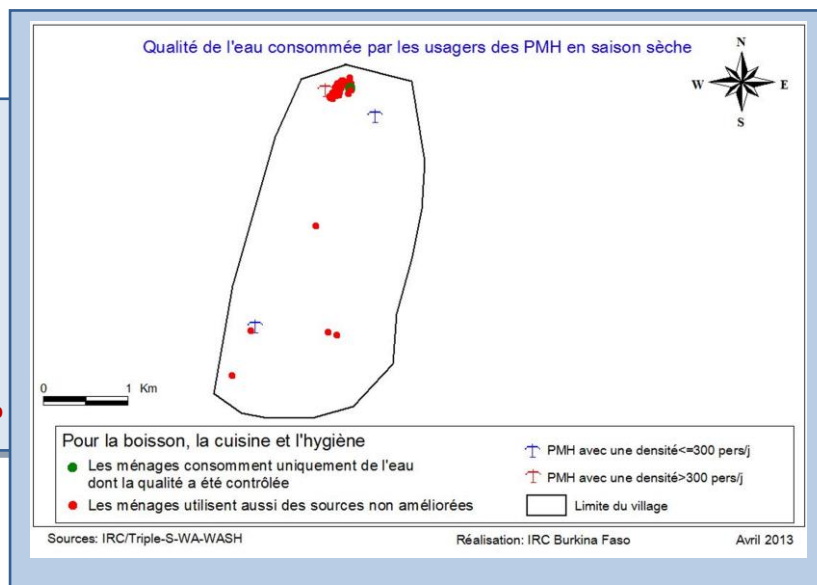 Qualité de l'eau consommée par les usagers des PMH en saison sèche
N
W E
S
0 1 Km
Pour la boisson, la cuisine et l'hygiène
Les ménages consomment uniquement de l'eau
dont la qualité a été contrôlée
Les ménages utilisent aussi des sources non améliorées
PMH avec une densité<=300 pers/j
PMH avec une densité>300 pers/j
Limite du village
Sources: IRC/Triple-S-WA-WASH Réalisation: IRC Burkina Faso Avril 2013